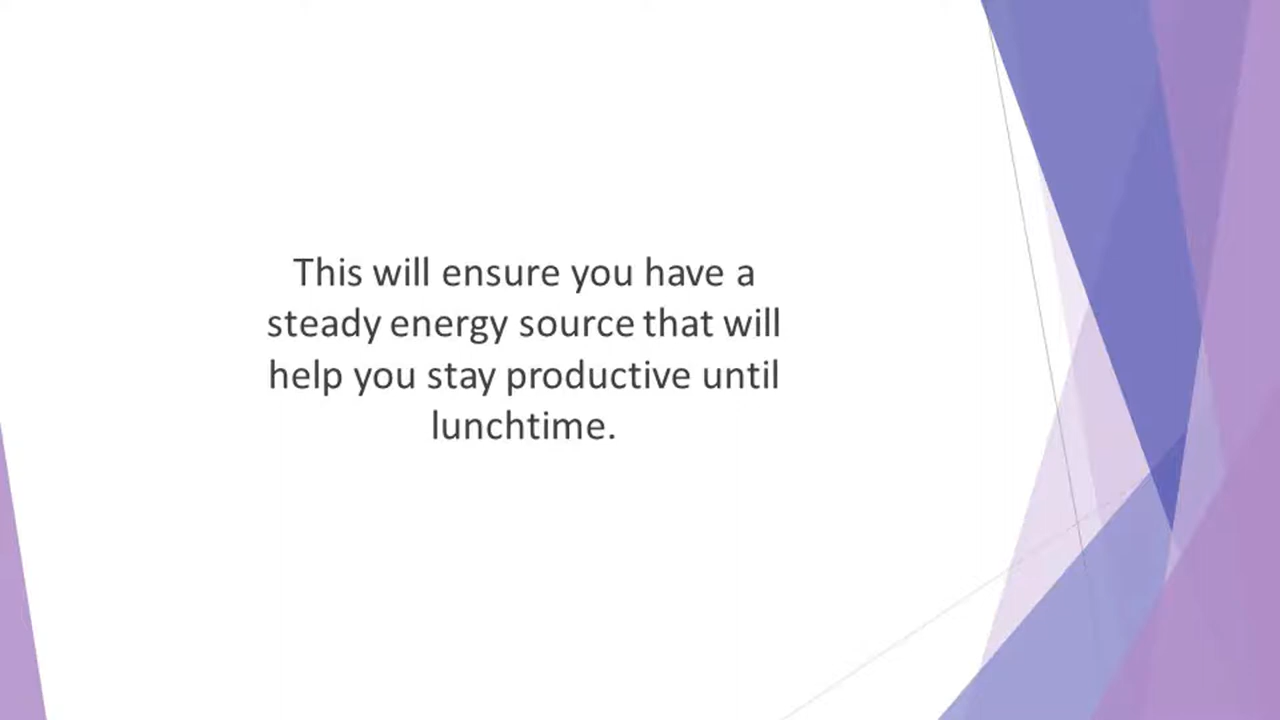 This will ensure you have a
steady energy source that will
help you stay productive until
lunchtime.